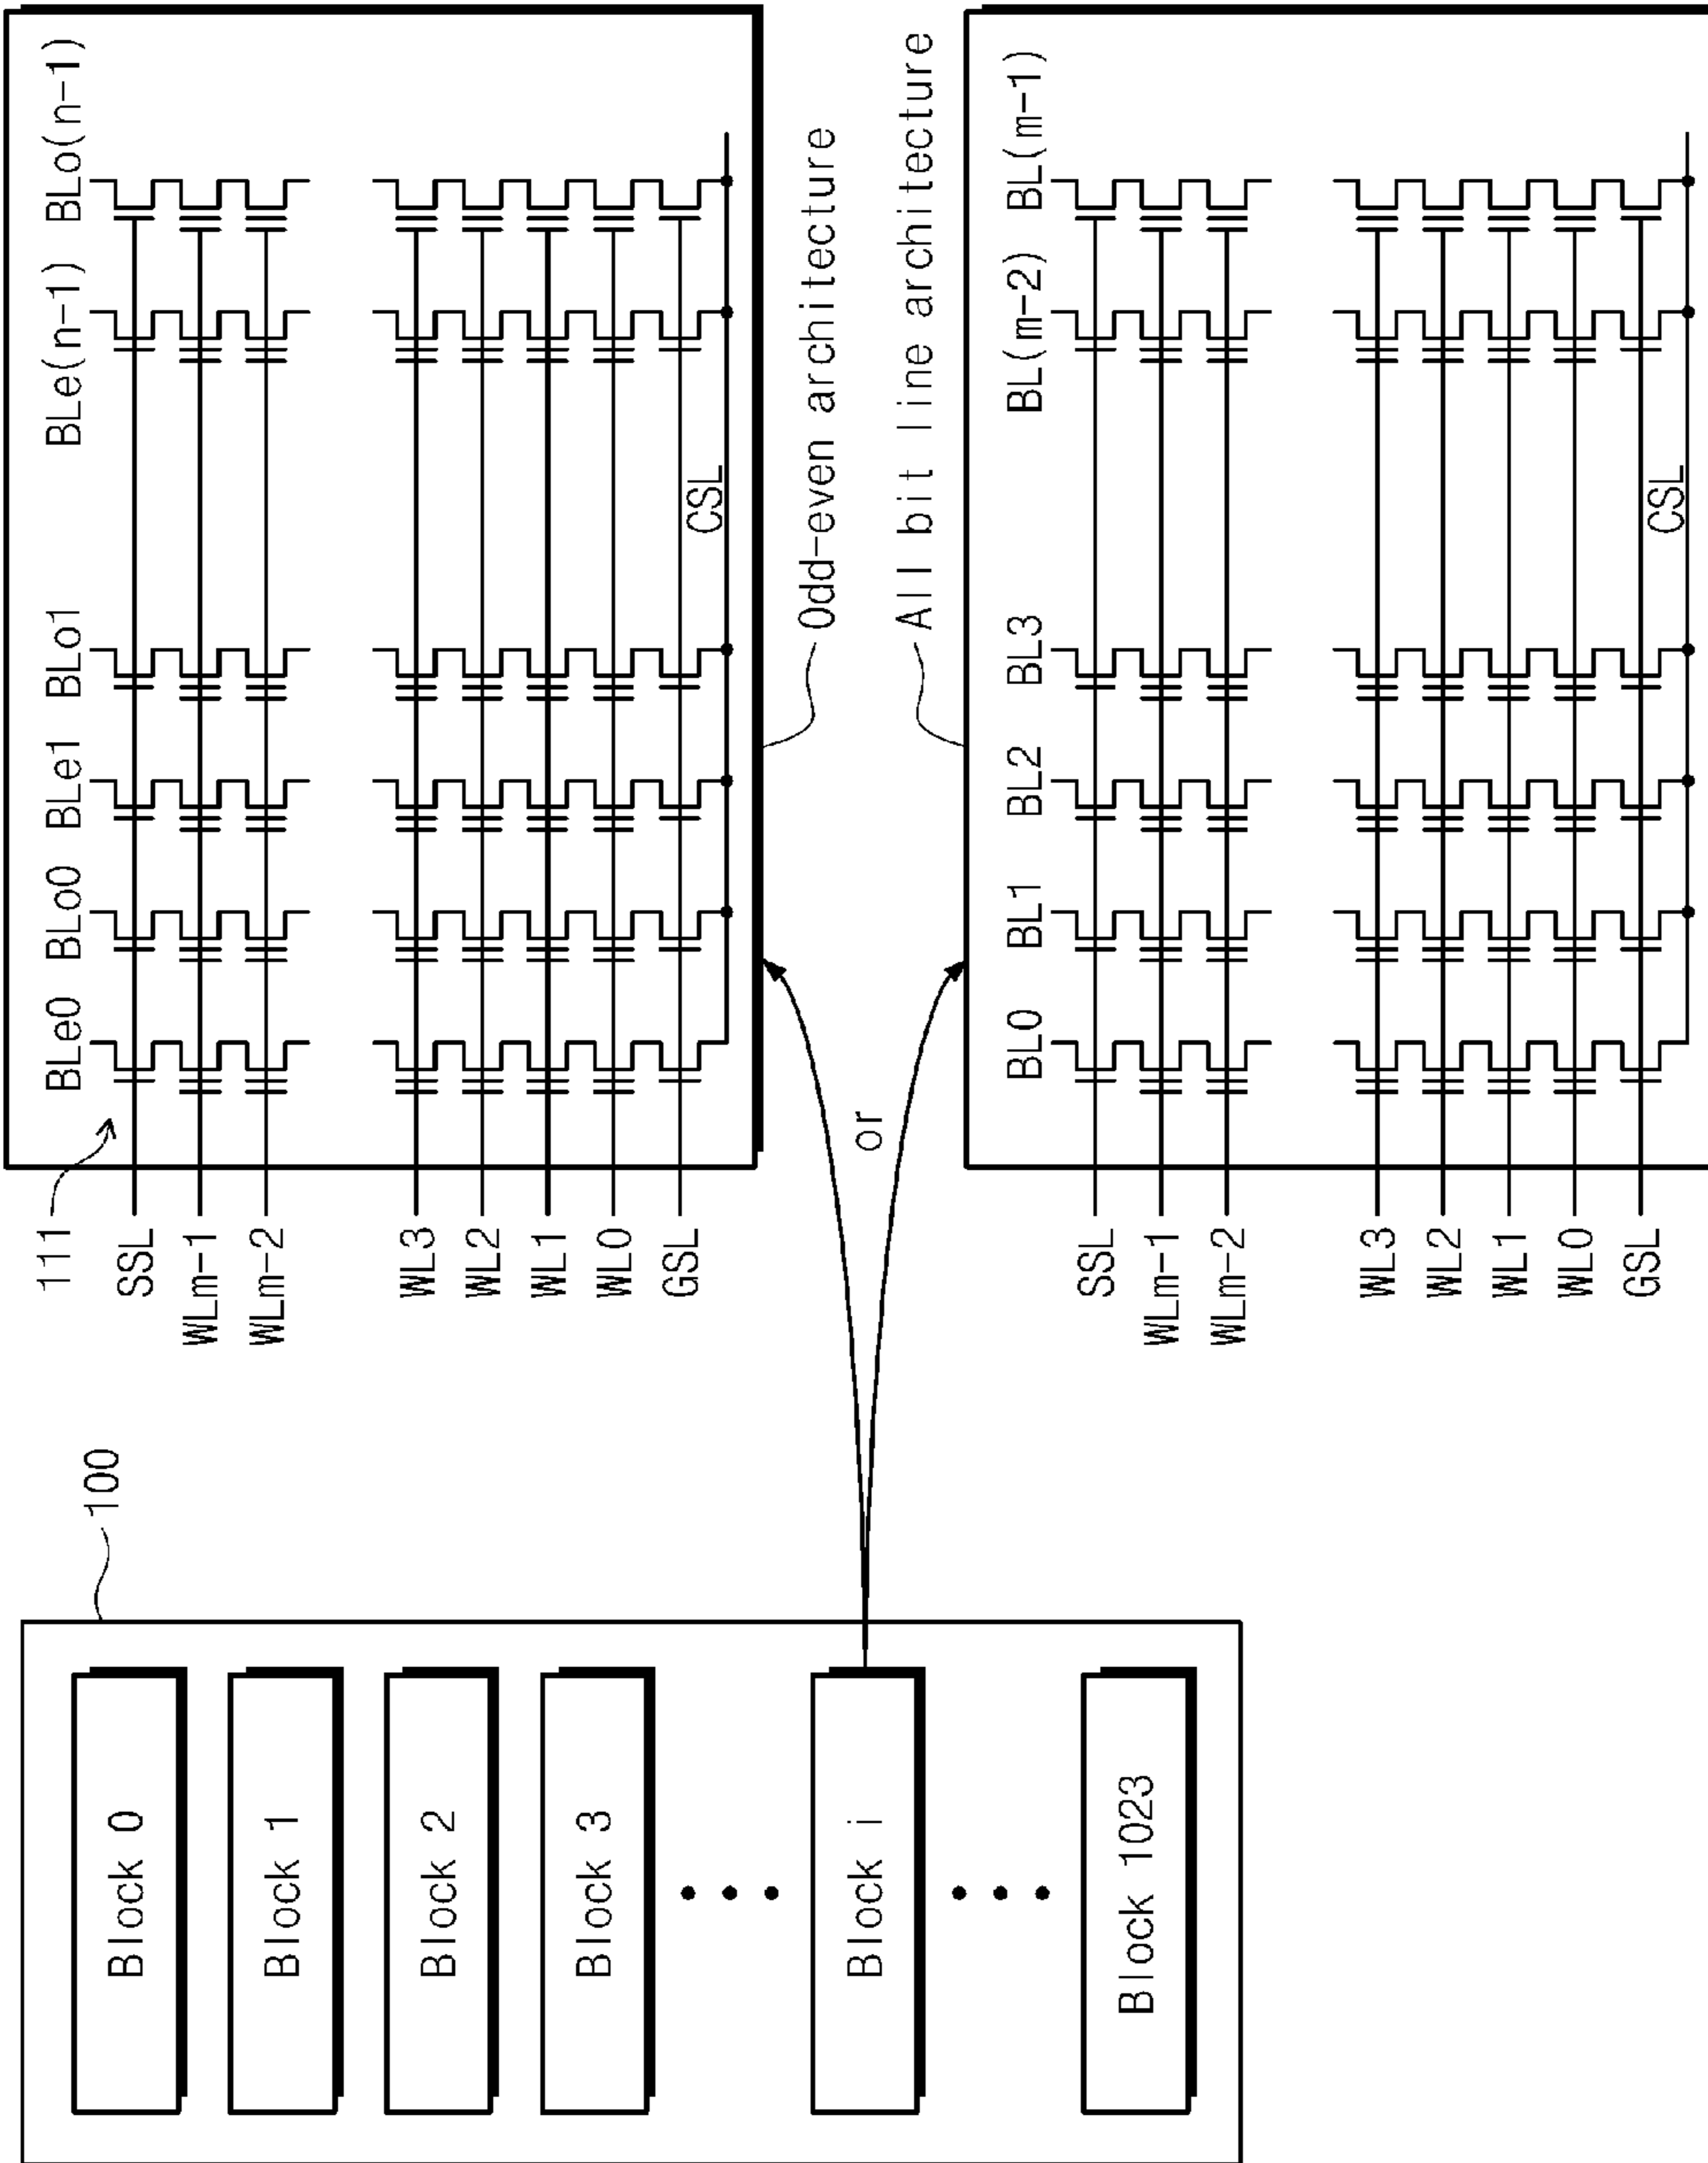 100
Block 0
Block 1
Block 2
Block 3
Block i
Block 1023
or
111
BLe0 BLo0 BLe1 BLo1 BLe(n-1) BLo(n-1)
SSL
WLm-1
WLm-2
WL3
WL2
WL1
WL0
GSL
CSL
Odd-even architecture
All bit line architecture
BL0 BL1 BL2 BL3 BL(m-2) BL(m-1)
SSL
WLm-1
WLm-2
WL3
WL2
WL1
WL0
GSL
CSL